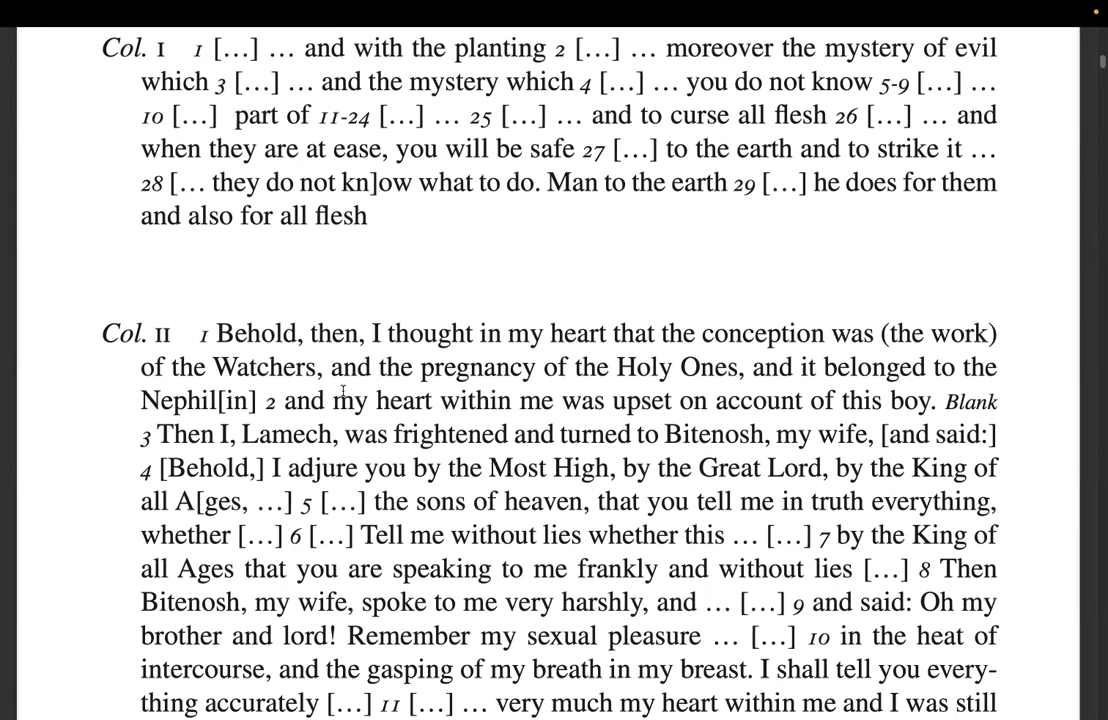 Col. I 1 […] … and with the planting 2 […] … moreover the mystery of evil
which 3 […] … and the mystery which 4 […] … you do not know 5-9 […] …
10 […] part of 11-24 […] … 25 […] … and to curse all flesh 26 […] … and
when they are at ease, you will be safe 27 […] to the earth and to strike it …
28 [… they do not kn]ow what to do. Man to the earth 29 […] he does for them
and also for all flesh
Col. II 1 Behold, then, I thought in my heart that the conception was (the work)
of the Watchers, and the pregnancy of the Holy Ones, and it belonged to the
Nephil[in] 2 and my heart within me was upset on account of this boy. Blank
3 Then I, Lamech, was frightened and turned to Bitenosh, my wife, [and said:]
4 [Behold,] I adjure you by the Most High, by the Great Lord, by the King of
all A[ges, …] 5 […] the sons of heaven, that you tell me in truth everything,
whether […] 6 […] Tell me without lies whether this … […] 7 by the King of
all Ages that you are speaking to me frankly and without lies […] 8 Then
Bitenosh, my wife, spoke to me very harshly, and … […] 9 and said: Oh my
brother and lord! Remember my sexual pleasure … […] 10 in the heat of
intercourse, and the gasping of my breath in my breast. I shall tell you every-
thing accurately […] 11 […] … very much my heart within me and I was still